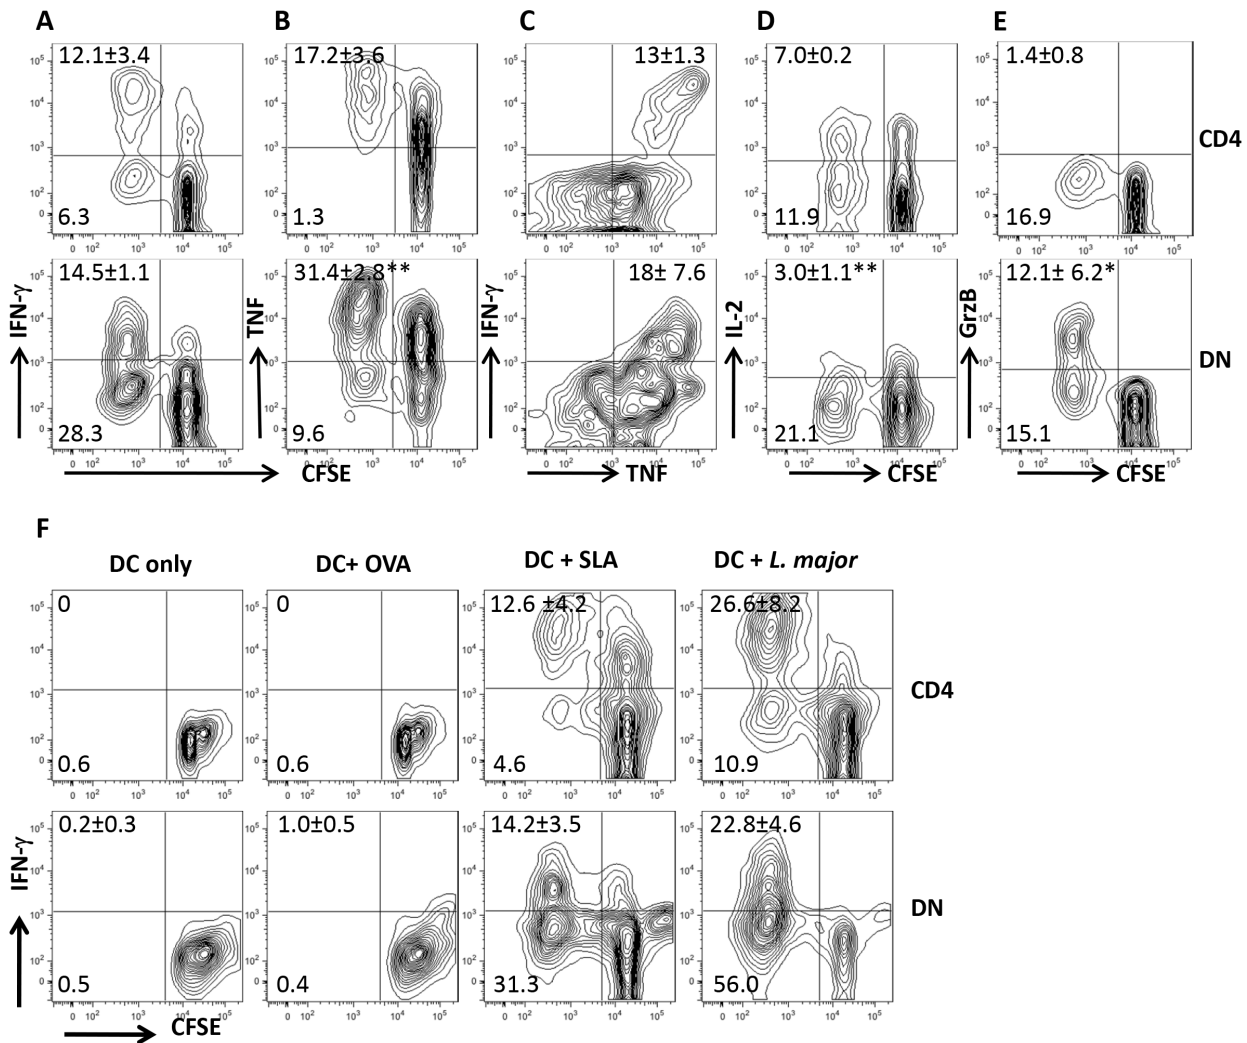 A B C D E
12.1±3.4 17.2±3.6 13±1.3 7.0±0.2 1.4±0.8
CD4
6.3 1.3 11.9 16.9
14.5±1.1 31.4±2.8** 18± 7.6 3.0±1.1** 12.1± 6.2*
IFN-γ TNF IFN-γ IL-2 GrzB
DN
28.3 9.6 21.1 15.1
CFSE TNF CFSE CFSE
F
DC only DC+ OVA DC + SLA DC + L. major
0 0 12.6 ±4.2 26.6±8.2
CD4
0.6 0.6 4.6 10.9
0.2±0.3 1.0±0.5 14.2±3.5 22.8±4.6
IFN-γ
DN
0.5 0.4 31.3 56.0
CFSE